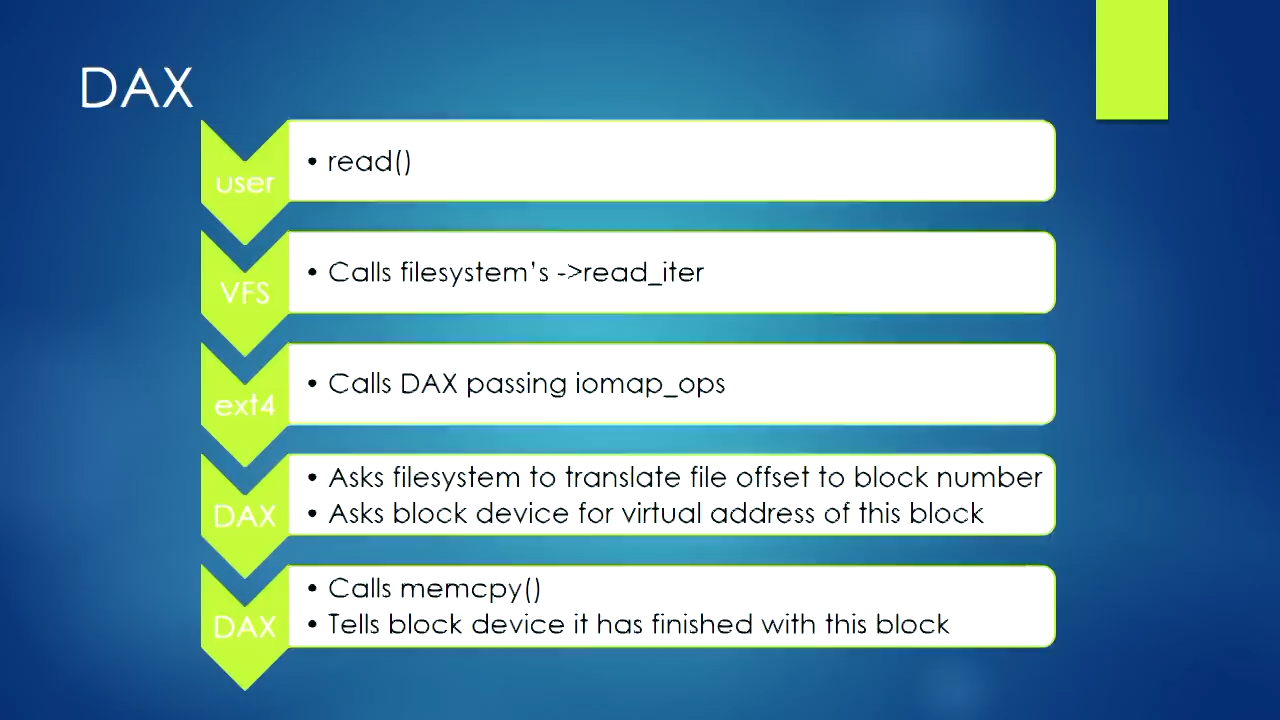 DAX
user
• read()
VFS
• Calls filesystem's ->read_iter
ext4
• Calls DAX passing iomap_ops
DAX
• Asks filesystem to translate file offset to block number
• Asks block device for virtual address of this block
DAX
• Calls memcpy()
• Tells block device it has finished with this block